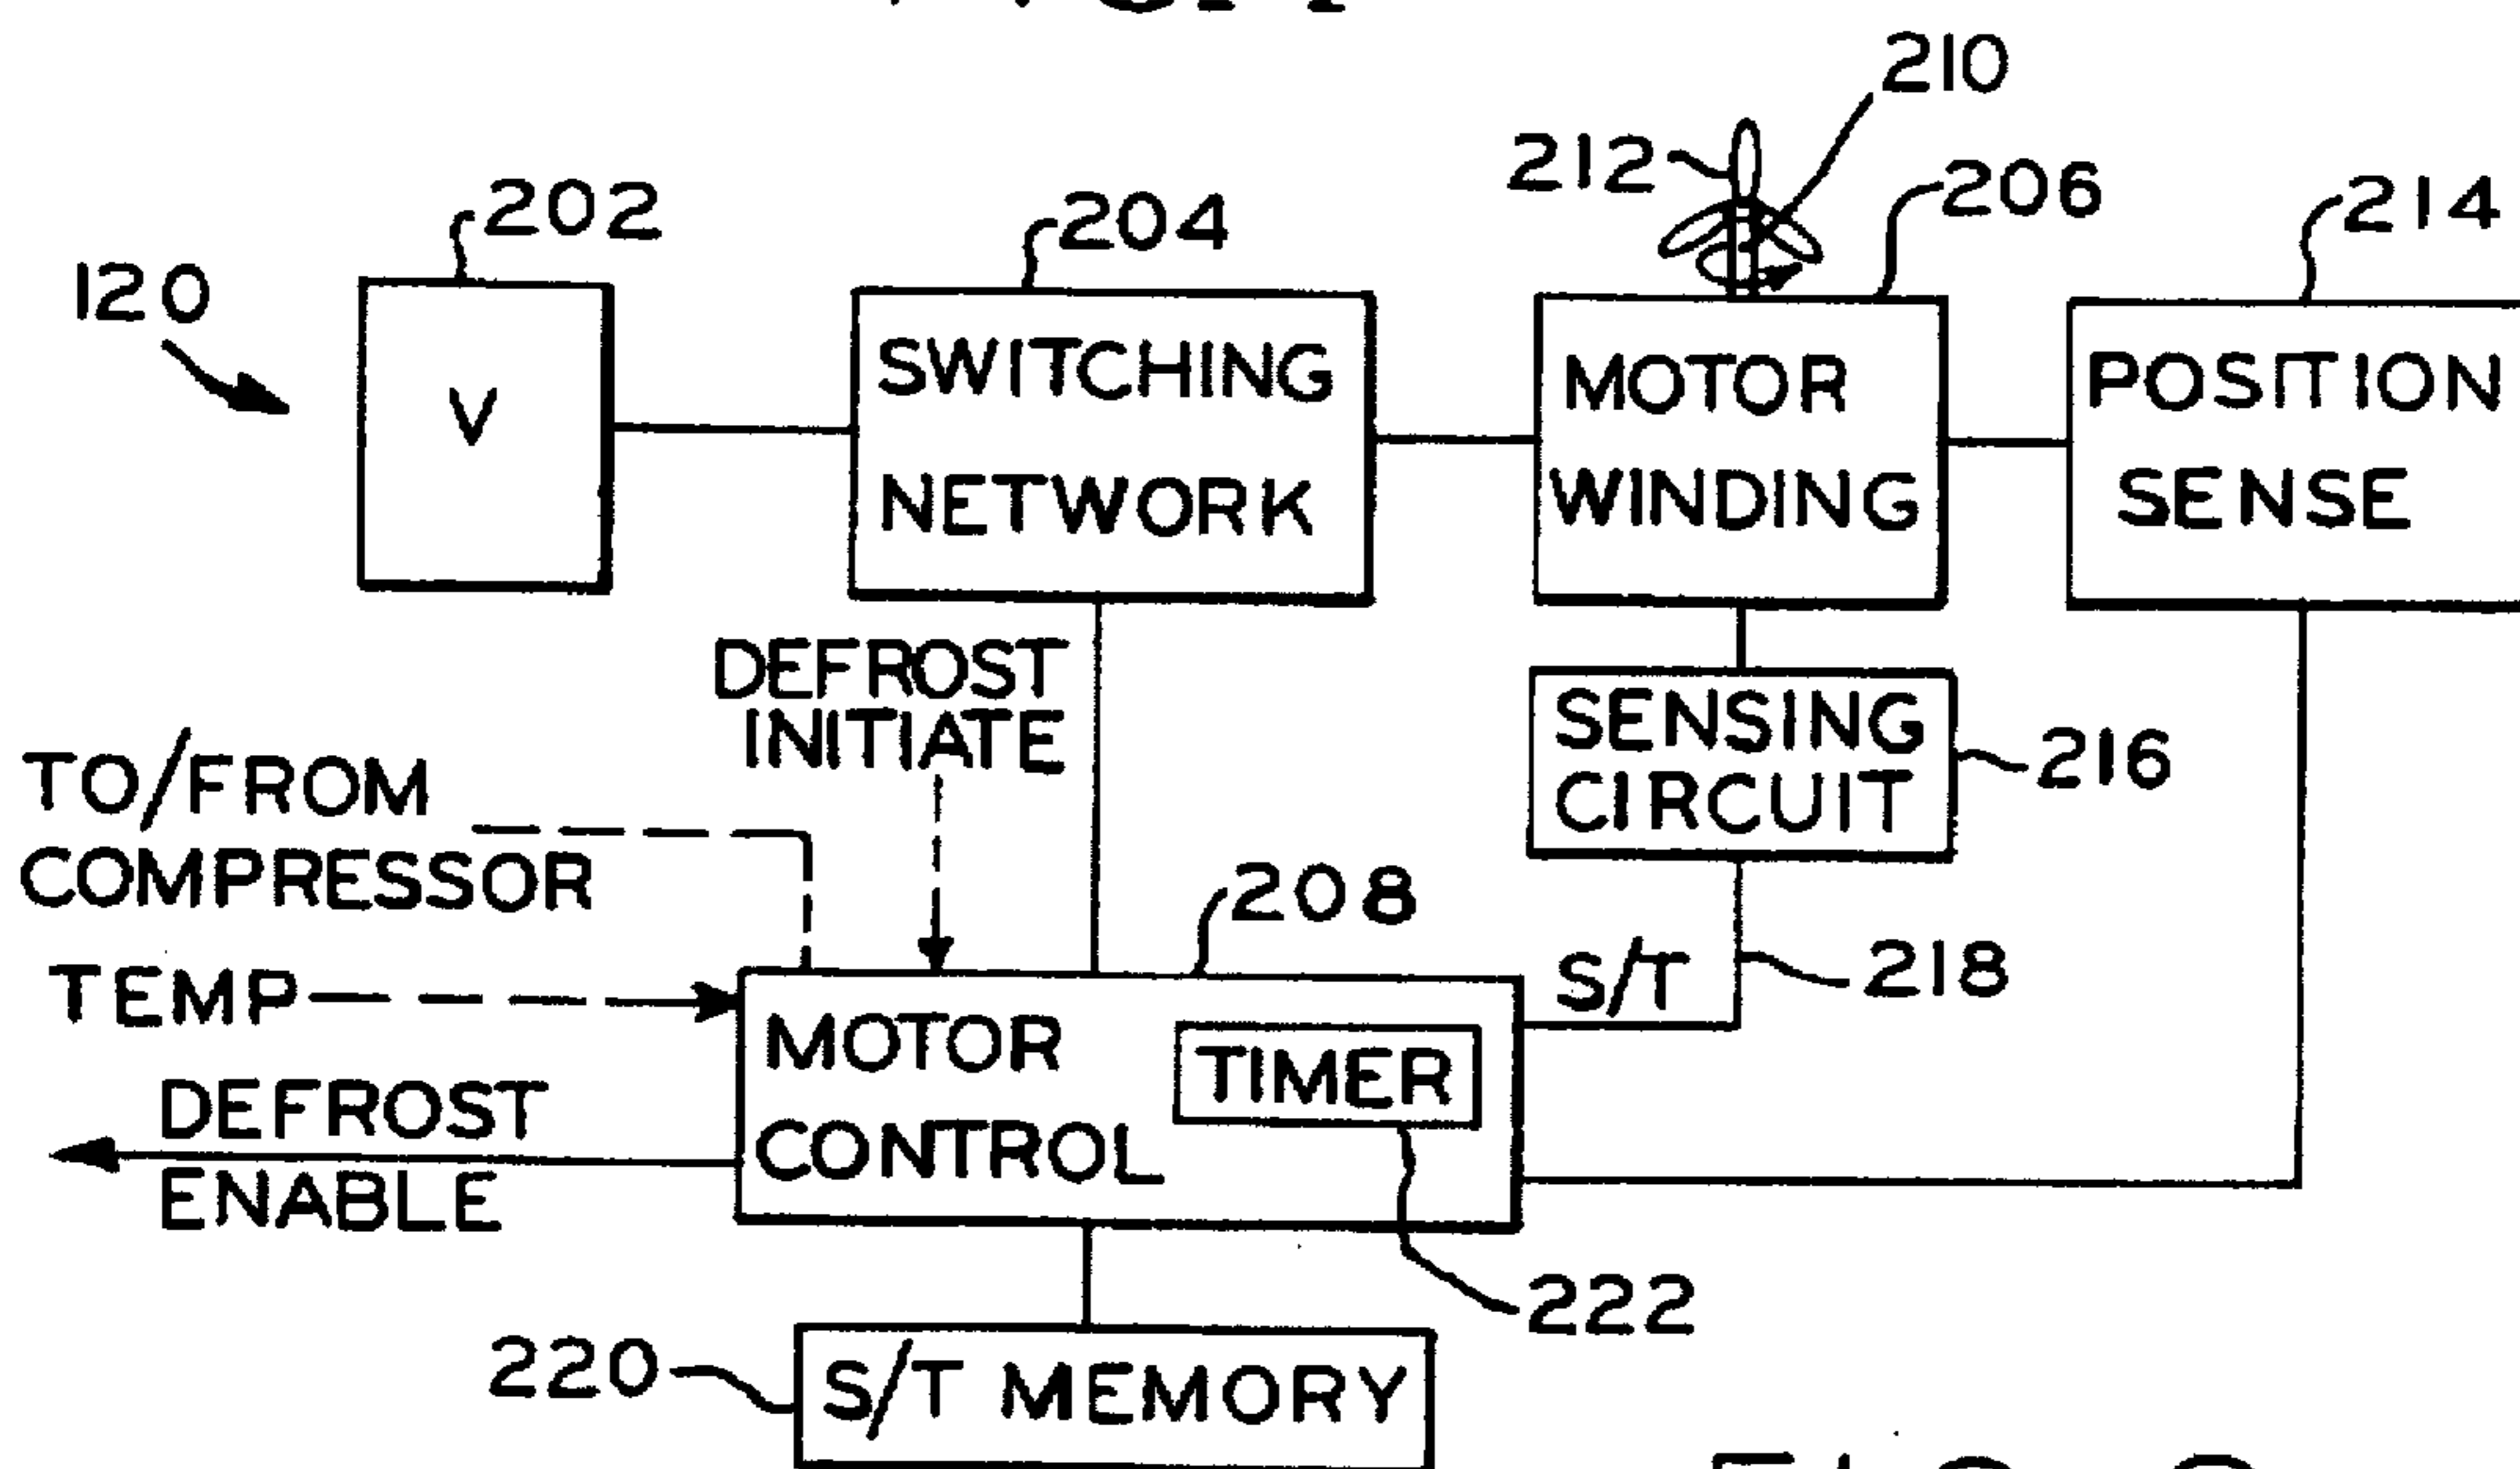 210
212
206
202
204
214
120
V
SWITCHING
NETWORK
MOTOR
WINDING
POSITION
SENSE
DEFROST
INITIATE
SENSING
CIRCUIT
216
TO/FROM
COMPRESSOR
208
S/T
218
TEMP
MOTOR
CONTROL
TIMER
DEFROST
ENABLE
222
220
S/T MEMORY